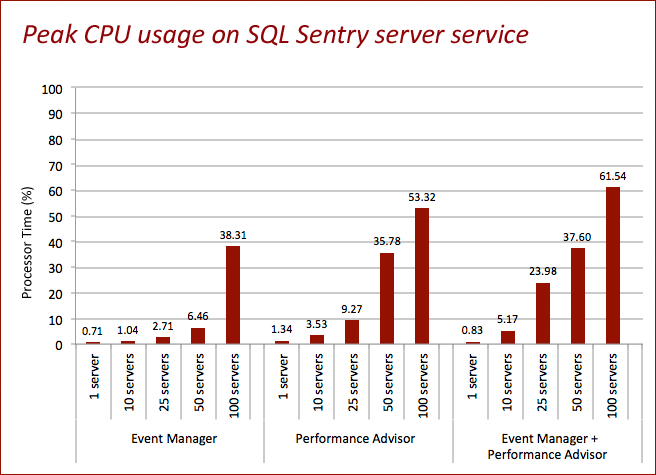 Peak CPU usage on SQL Sentry server service
Processor Time (%)
100
90
80
70
60
50
40
30
20
10
0
0.71
1.04
2.71
6.46
38.31
1.34
3.53
9.27
35.78
53.32
0.83
5.17
23.98
37.60
61.54
1 server
10 servers
25 servers
50 servers
100 servers
1 server
10 servers
25 servers
50 servers
100 servers
1 server
10 servers
25 servers
50 servers
100 servers
Event Manager
Performance Advisor
Event Manager +
Performance Advisor